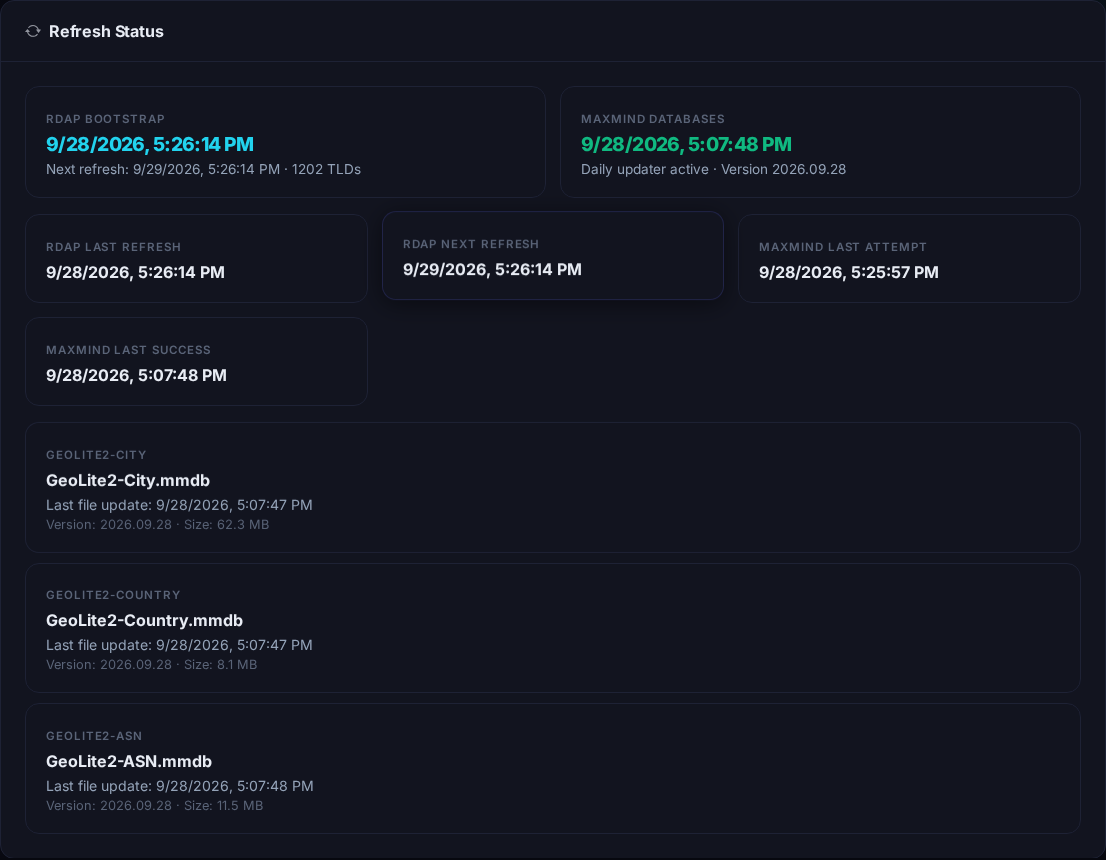 Refresh Status
RDAP BOOTSTRAP
9/28/2026, 5:26:14 PM
Next refresh: 9/29/2026, 5:26:14 PM · 1202 TLDs
MAXMIND DATABASES
9/28/2026, 5:07:48 PM
Daily updater active · Version 2026.09.28
RDAP LAST REFRESH
9/28/2026, 5:26:14 PM
RDAP NEXT REFRESH
9/29/2026, 5:26:14 PM
MAXMIND LAST ATTEMPT
9/28/2026, 5:25:57 PM
MAXMIND LAST SUCCESS
9/28/2026, 5:07:48 PM
GEOLITE2-CITY
GeoLite2-City.mmdb
Last file update: 9/28/2026, 5:07:47 PM
Version: 2026.09.28 · Size: 62.3 MB
GEOLITE2-COUNTRY
GeoLite2-Country.mmdb
Last file update: 9/28/2026, 5:07:47 PM
Version: 2026.09.28 · Size: 8.1 MB
GEOLITE2-ASN
GeoLite2-ASN.mmdb
Last file update: 9/28/2026, 5:07:48 PM
Version: 2026.09.28 · Size: 11.5 MB